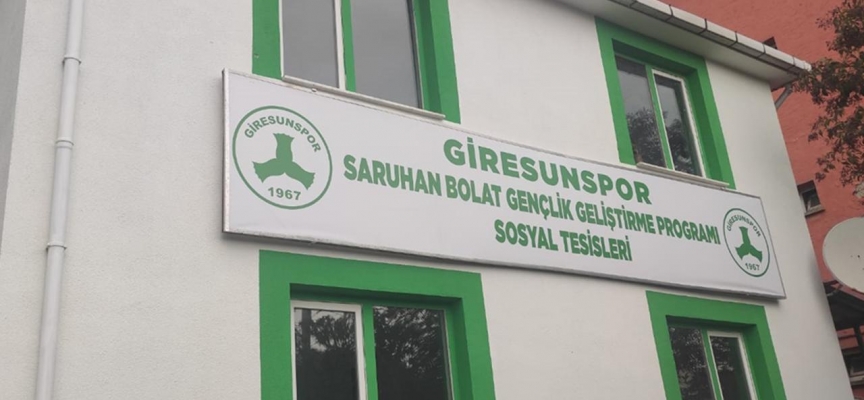 GİRESUNSPOR
1967
GİRESUNSPOR
SARUHAN BOLAT GENÇLİK GELİŞTİRME PROGRAMI
SOSYAL TESİSLERİ
GİRESUNSPOR
1967